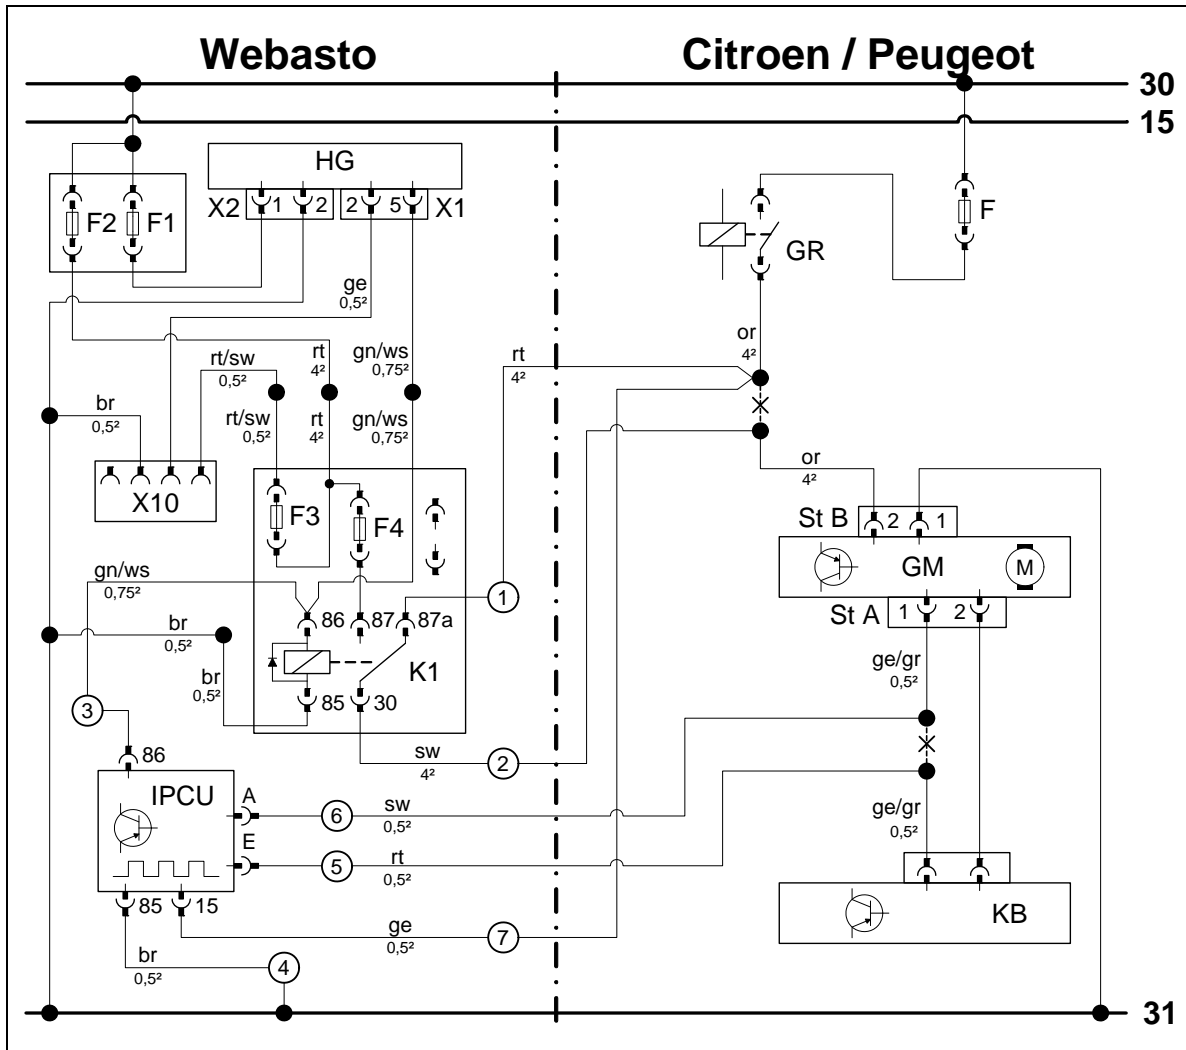 Webasto
Citroen / Peugeot
30
15
HG
X2 1 2 2 5 X1
F2 F1
F
GR
ge
0,5²
or
4²
rt/sw
0,5²
rt
4²
gn/ws
0,75²
rt
4²
br
0,5²
rt/sw
0,5²
rt
4²
gn/ws
0,75²
or
4²
X10
F3 F4
St B 2 1
GM M
gn/ws
0,75²
1
86 87 87a
St A 1 2
br
0,5²
K1
ge/gr
0,5²
br
0,5²
85 30
3
sw
4²
2
86
IPCU
A
6
sw
0,5²
ge/gr
0,5²
E
5
rt
0,5²
85 15
KB
ge
0,5²
7
br
0,5²
4
31